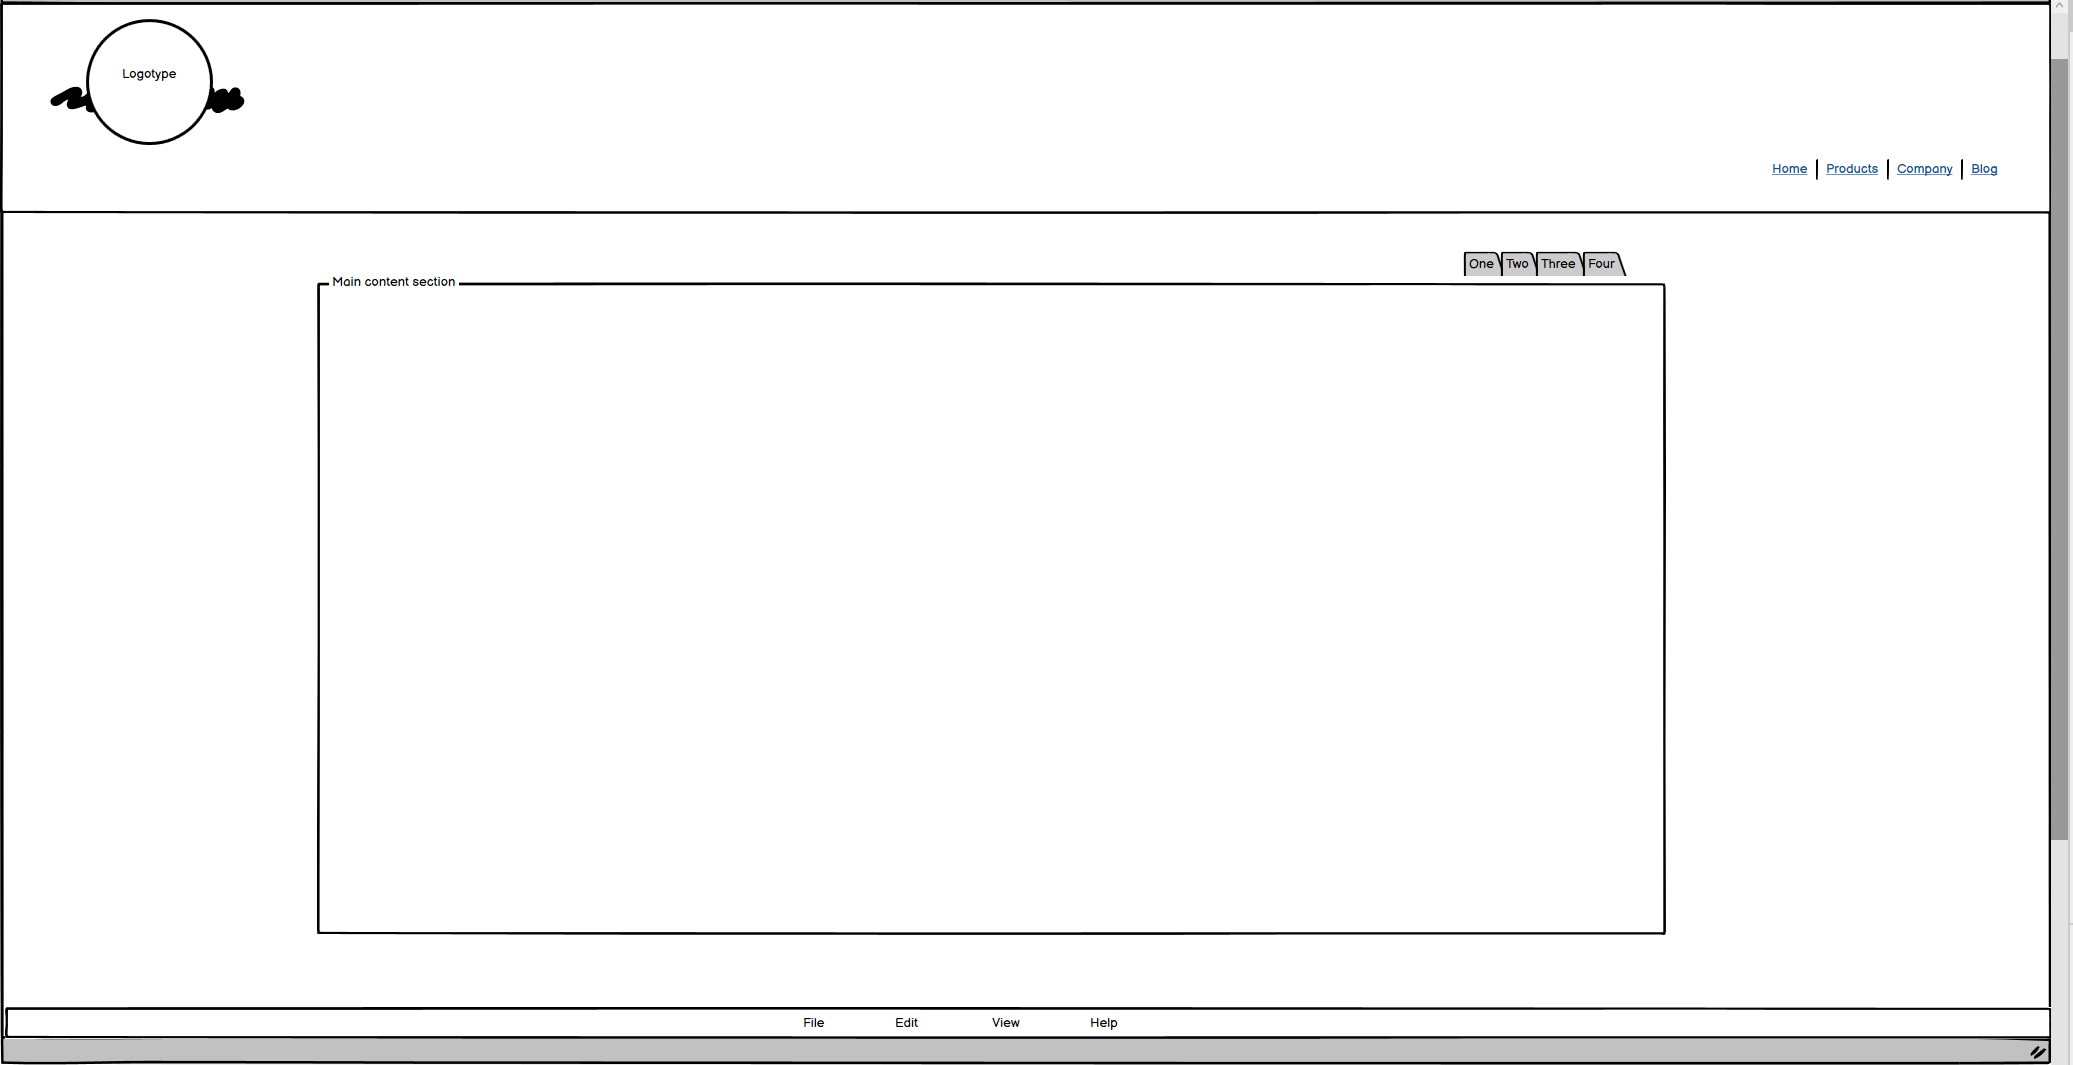 Logotype
Home Products Company Blog
One Two Three Four
Main content section
File Edit View Help